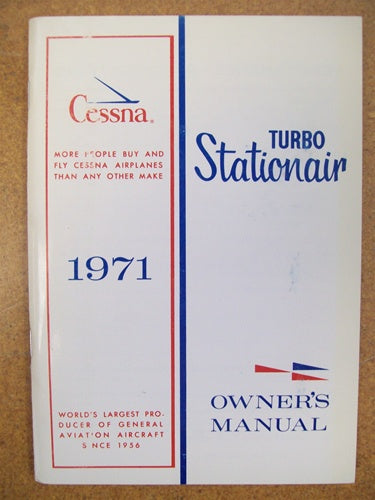 Cessna®
MORE PEOPLE BUY AND
FLY CESSNA AIRPLANES
THAN ANY OTHER MAKE
1971
WORLD'S LARGEST PRO-
DUCER OF GENERAL
AVIATION AIRCRAFT
SINCE 1956
TURBO
Stationair
OWNER'S
MANUAL